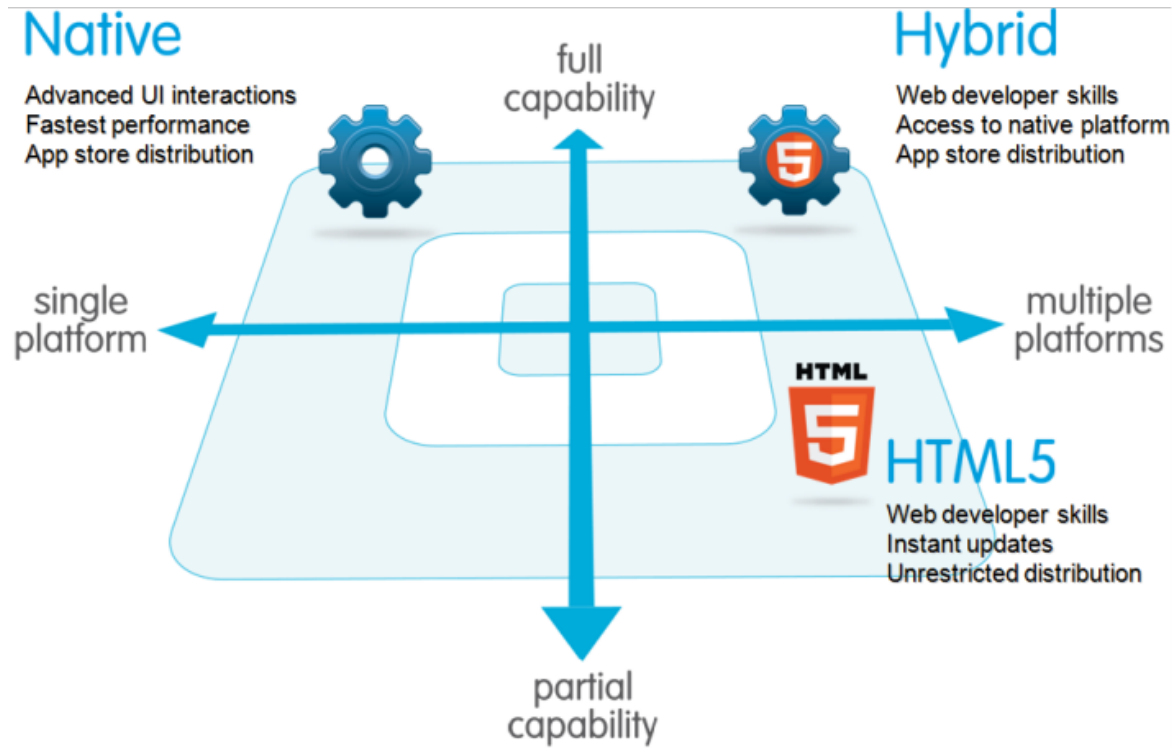 Native
Advanced UI interactions
Fastest performance
App store distribution
full
capability
Hybrid
Web developer skills
Access to native platform
App store distribution
5
single
platform
multiple
platforms
HTML
5
HTML5
Web developer skills
Instant updates
Unrestricted distribution
partial
capability